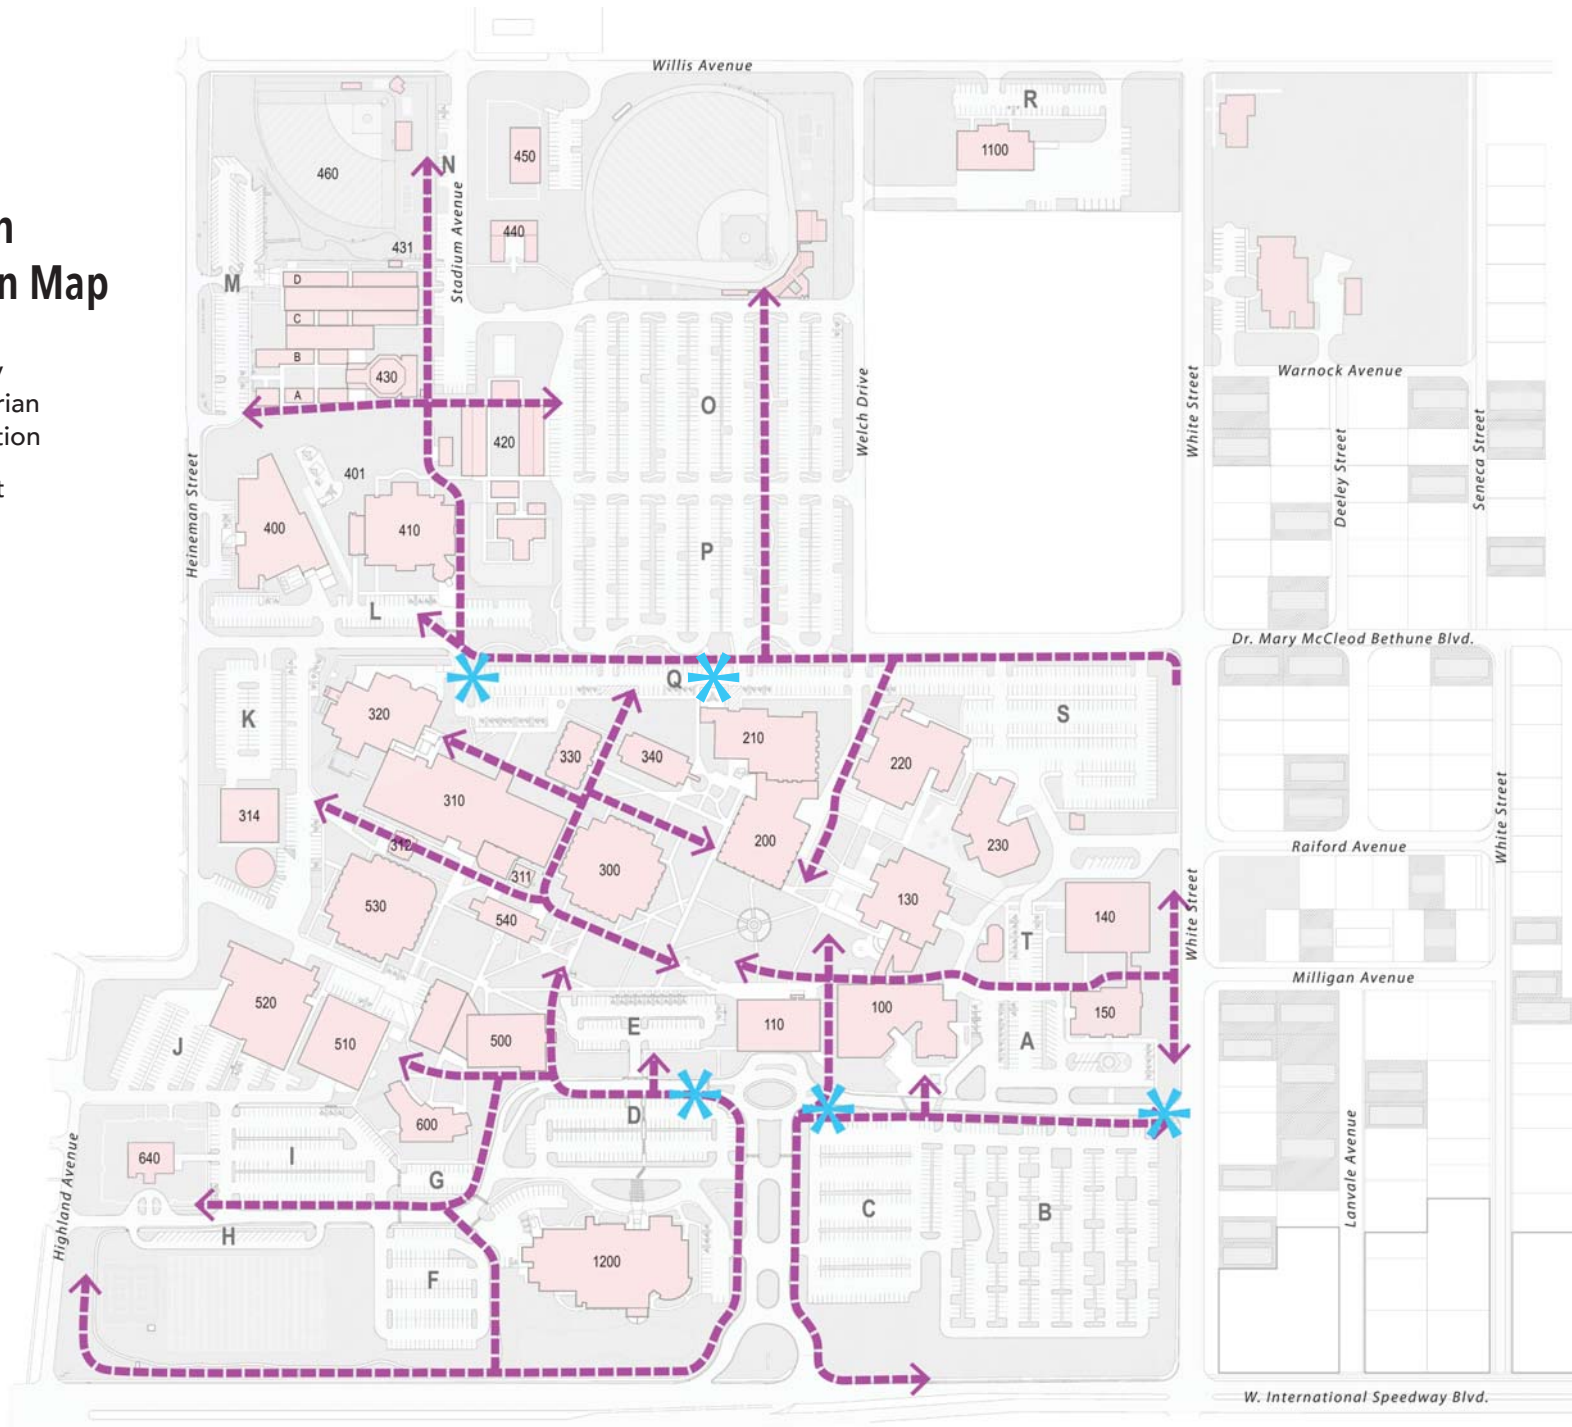 n
n Map
y
rian
tion
t
Willis Avenue
R
450
1100
N
460
Stadium Avenue
440
431
D
M
C
B
430
A
Warnock Avenue
O
Welch Drive
White Street
420
Deeley Street
Seneca Street
Heineman Street
401
400
410
P
L
Dr. Mary McCleod Bethune Blvd.
Q
K
320
S
210
330
340
220
310
White Street
314
312
200
230
Raiford Avenue
311
300
530
130
140
540
T
White Street
Milligan Avenue
520
100
150
E
110
510
500
A
J
D
600
Highland Avenue
640
I
Lanvale Avenue
G
C
B
H
1200
F
W. International Speedway Blvd.